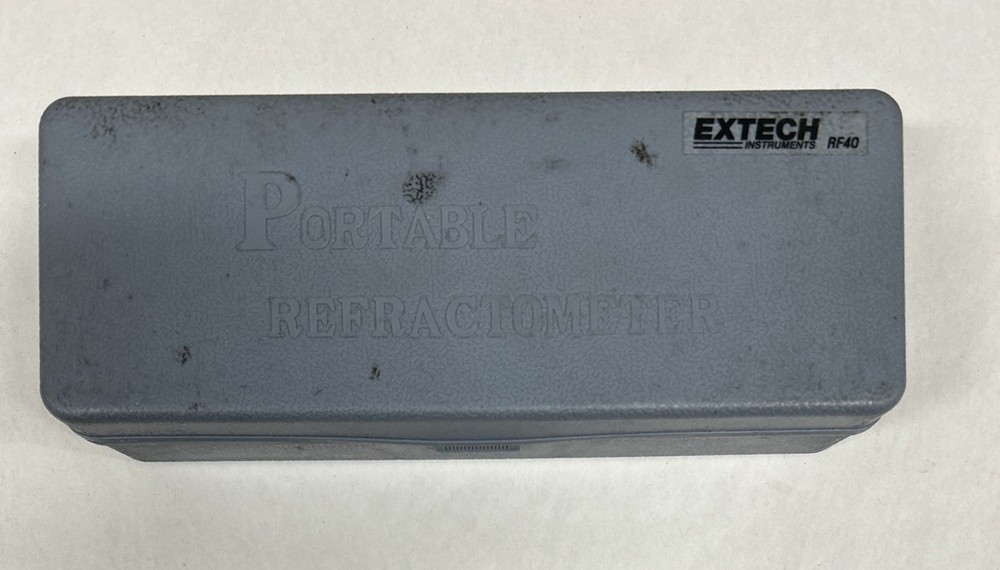 EXTECH
INSTRUMENTS RF40
PORTABLE
REFRACTOMETER